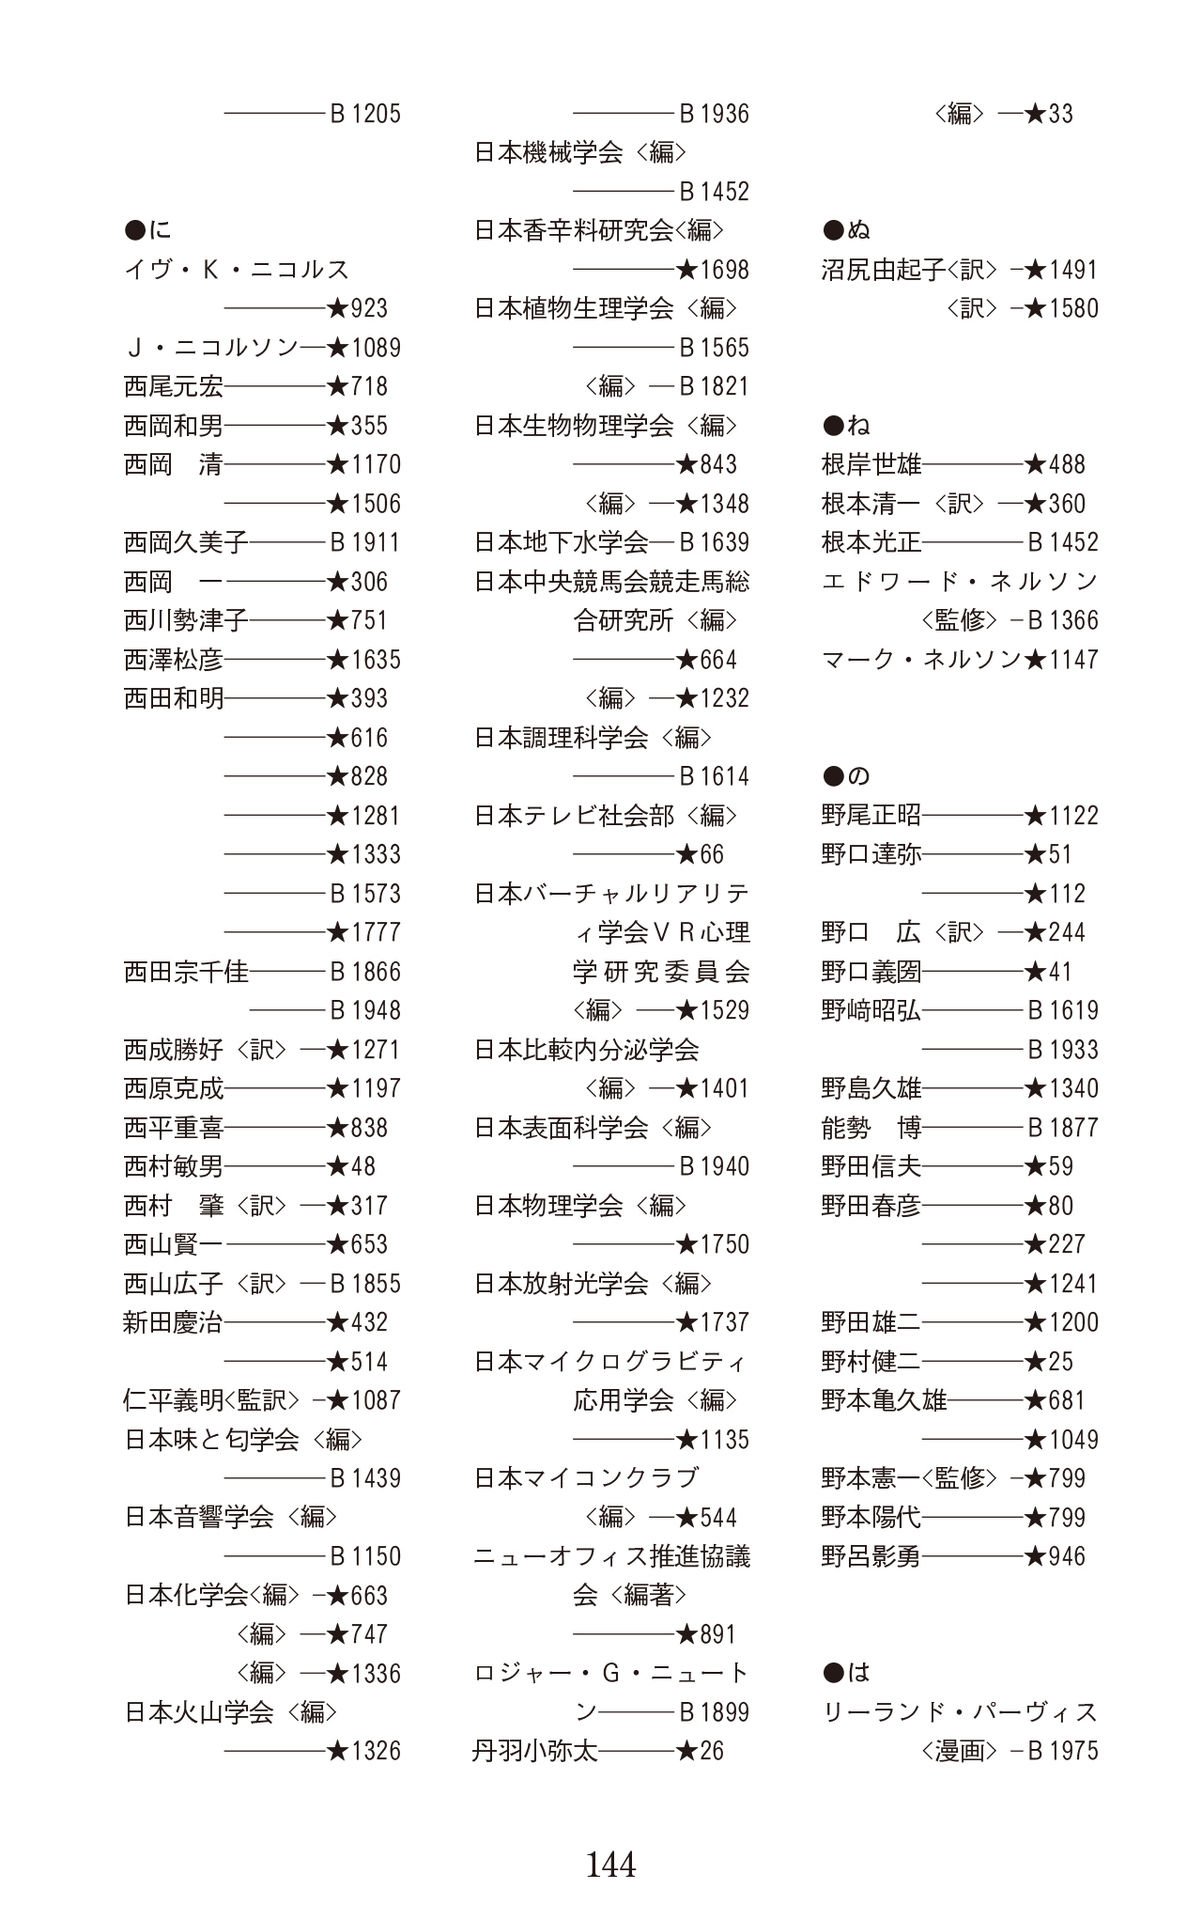 ────B1205
●に
イヴ・K・ニコルス
────★923
J・ニコルソン─★1089
西尾元宏────★718
西岡和男────★355
西岡　清────★1170
────★1506
西岡久美子───B1911
西岡　一────★306
西川勢津子───★751
西澤松彦────★1635
西田和明────★393
────★616
────★828
────★1281
────★1333
────B1573
────★1777
西田宗千佳───B1866
───B1948
西成勝好〈訳〉─★1271
西原克成────★1197
西平重喜────★838
西村敏男────★48
西村　肇〈訳〉─★317
西山賢一────★653
西山広子〈訳〉─B1855
新田慶治────★432
────★514
仁平義明〈監訳〉–★1087
日本味と匂学会〈編〉
────B1439
日本音響学会〈編〉
────B1150
日本化学会〈編〉–★663
〈編〉─★747
〈編〉─★1336
日本火山学会〈編〉
────★1326
────B1936
日本機械学会〈編〉
────B1452
日本香辛料研究会〈編〉
────★1698
日本植物生理学会〈編〉
────B1565
〈編〉─B1821
日本生物物理学会〈編〉
────★843
〈編〉─★1348
日本地下水学会─B1639
日本中央競馬会競走馬総
合研究所〈編〉
────★664
〈編〉─★1232
日本調理科学会〈編〉
────B1614
日本テレビ社会部〈編〉
────★66
日本バーチャルリアリテ
ィ学会VR心理
学研究委員会
〈編〉──★1529
日本比較内分泌学会
〈編〉─★1401
日本表面科学会〈編〉
────B1940
日本物理学会〈編〉
────★1750
日本放射光学会〈編〉
────★1737
日本マイクログラビティ
応用学会〈編〉
────★1135
日本マイコンクラブ
〈編〉─★544
ニューオフィス推進協議
会〈編著〉
────★891
ロジャー・G・ニュート
ン───B1899
丹羽小弥太───★26
〈編〉─★33
●ぬ
沼尻由起子〈訳〉–★1491
〈訳〉–★1580
●ね
根岸世雄────★488
根本清一〈訳〉─★360
根本光正────B1452
エドワード・ネルソン
〈監修〉–B1366
マーク・ネルソン★1147
●の
野尾正昭────★1122
野口達弥────★51
────★112
野口　広〈訳〉─★244
野口義圀────★41
野﨑昭弘────B1619
────B1933
野島久雄────★1340
能勢　博────B1877
野田信夫────★59
野田春彦────★80
────★227
────★1241
野田雄二────★1200
野村健二────★25
野本亀久雄───★681
────★1049
野本憲一〈監修〉–★799
野本陽代────★799
野呂影勇────★946
●は
リーランド・パーヴィス
〈漫画〉–B1975
144